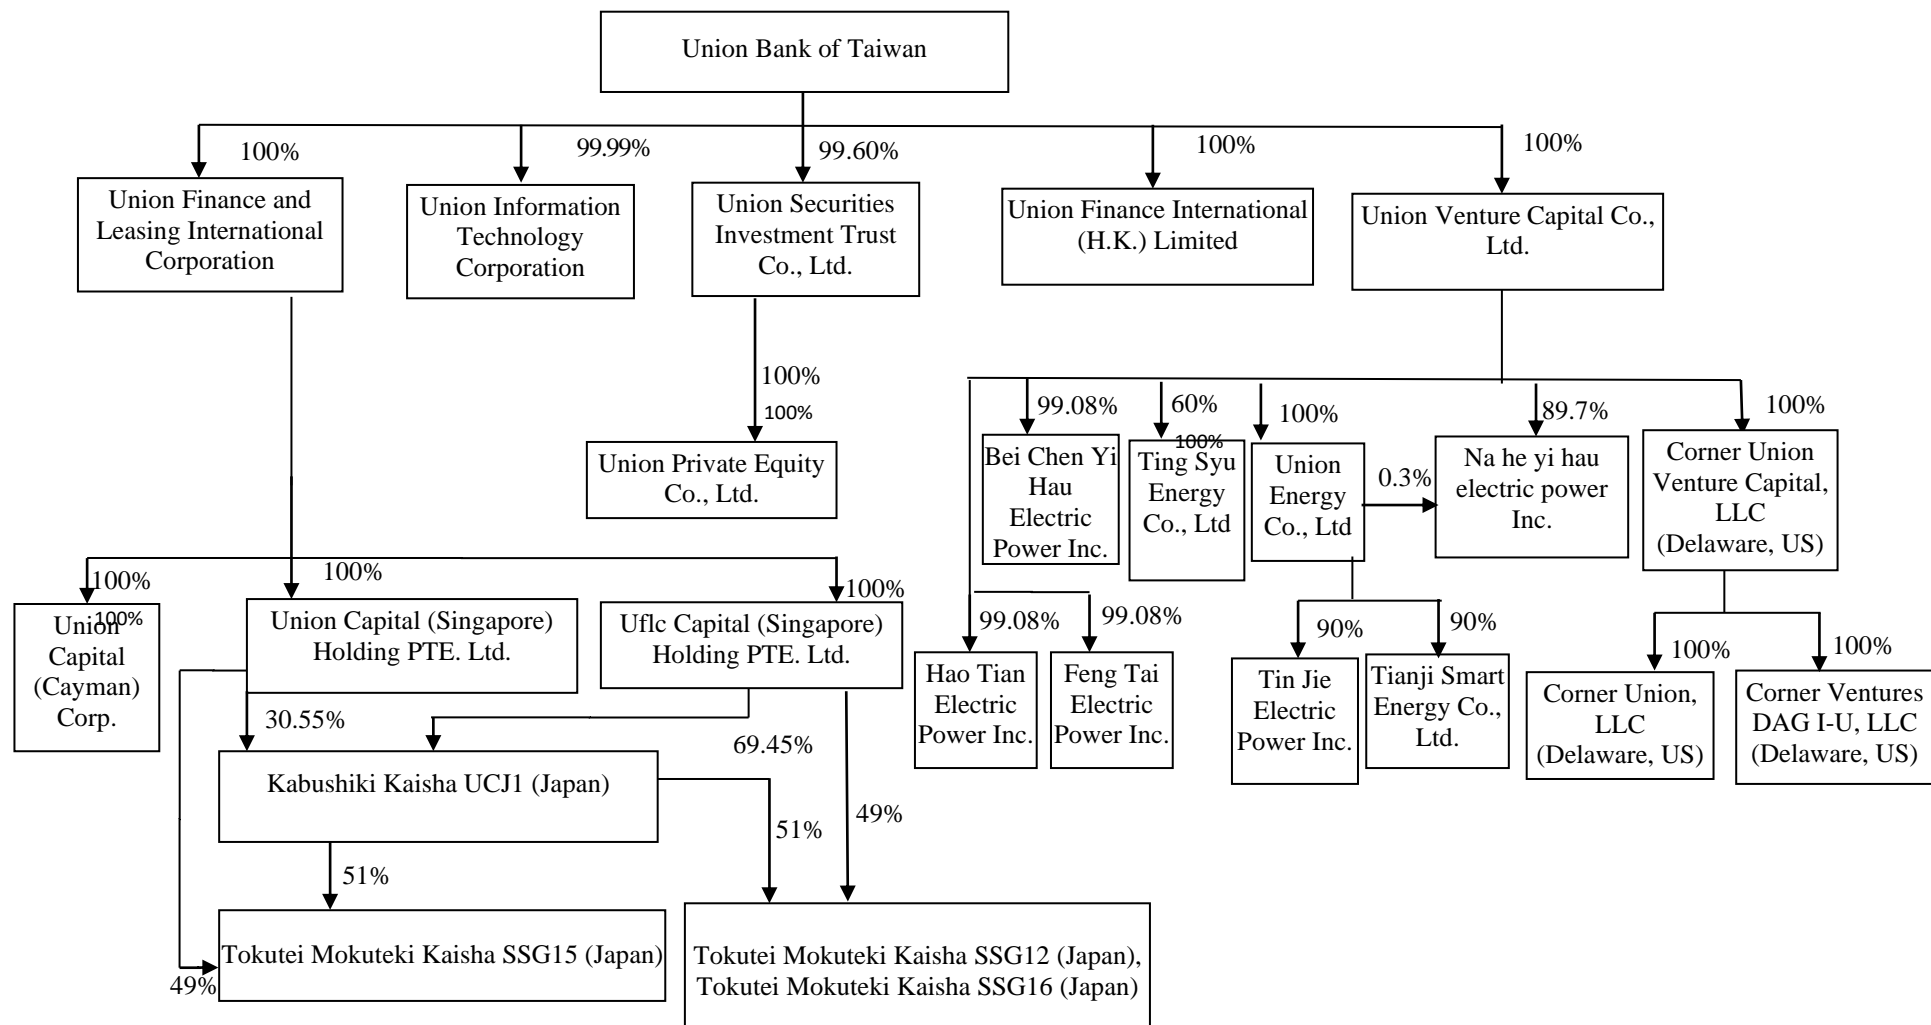 Union Bank of Taiwan
100%
99.99%
99.60%
100%
100%
Union Finance and
Leasing International
Corporation
Union Information
Technology
Corporation
Union Securities
Investment Trust
Co., Ltd.
Union Finance International
(H.K.) Limited
Union Venture Capital Co.,
Ltd.
100%
100%
Union Private Equity
Co., Ltd.
99.08%
60%
100%
100%
89.7%
100%
Bei Chen Yi
Hau
Electric
Power Inc.
Ting Syu
Energy
Co., Ltd
Union
Energy
Co., Ltd
0.3%
Na he yi hau
electric power
Inc.
Corner Union
Venture Capital,
LLC
(Delaware, US)
100%
100%
100%
100%
Union
Capital
(Cayman)
Corp.
Union Capital (Singapore)
Holding PTE. Ltd.
Uflc Capital (Singapore)
Holding PTE. Ltd.
99.08%
99.08%
90%
90%
100%
100%
Hao Tian
Electric
Power Inc.
Feng Tai
Electric
Power Inc.
Tin Jie
Electric
Power Inc.
Tianji Smart
Energy Co.,
Ltd.
Corner Union,
LLC
(Delaware, US)
Corner Ventures
DAG I-U, LLC
(Delaware, US)
30.55%
69.45%
Kabushiki Kaisha UCJ1 (Japan)
51%
49%
51%
Tokutei Mokuteki Kaisha SSG15 (Japan)
49%
Tokutei Mokuteki Kaisha SSG12 (Japan),
Tokutei Mokuteki Kaisha SSG16 (Japan)